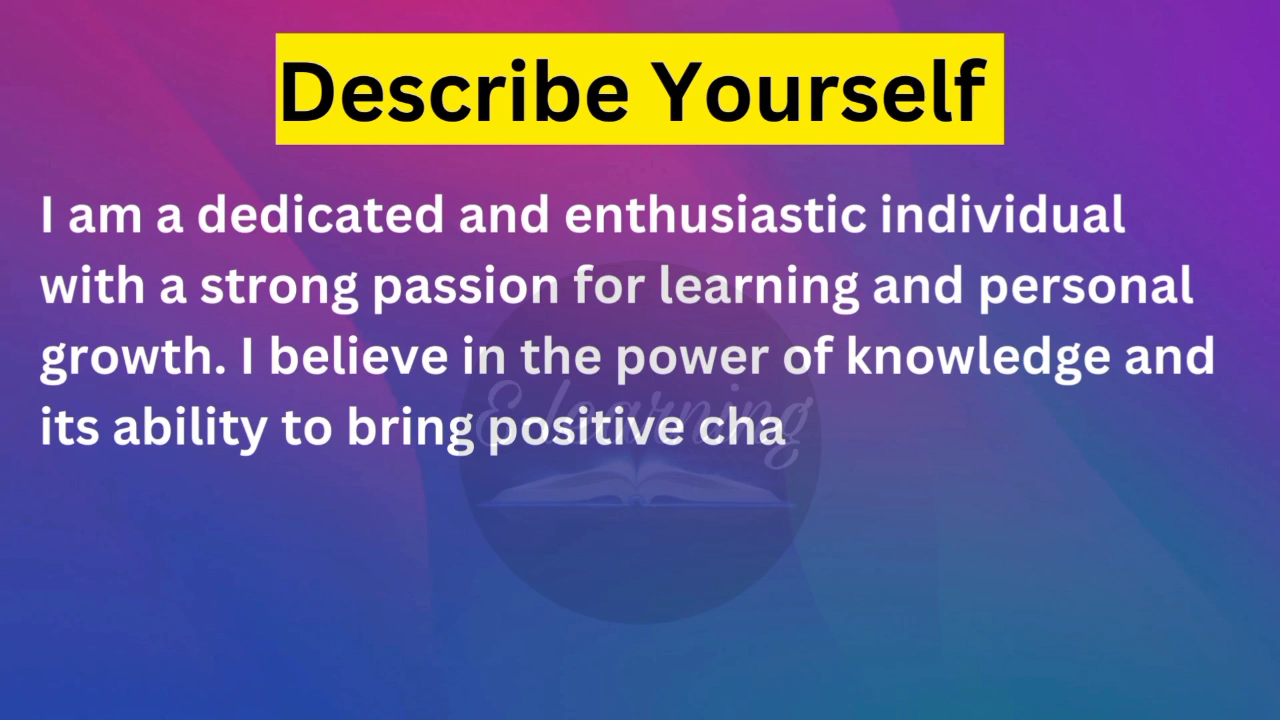 Describe Yourself
I am a dedicated and enthusiastic individual
with a strong passion for learning and personal
growth. I believe in the power of knowledge and
its ability to bring positive cha
E Learning